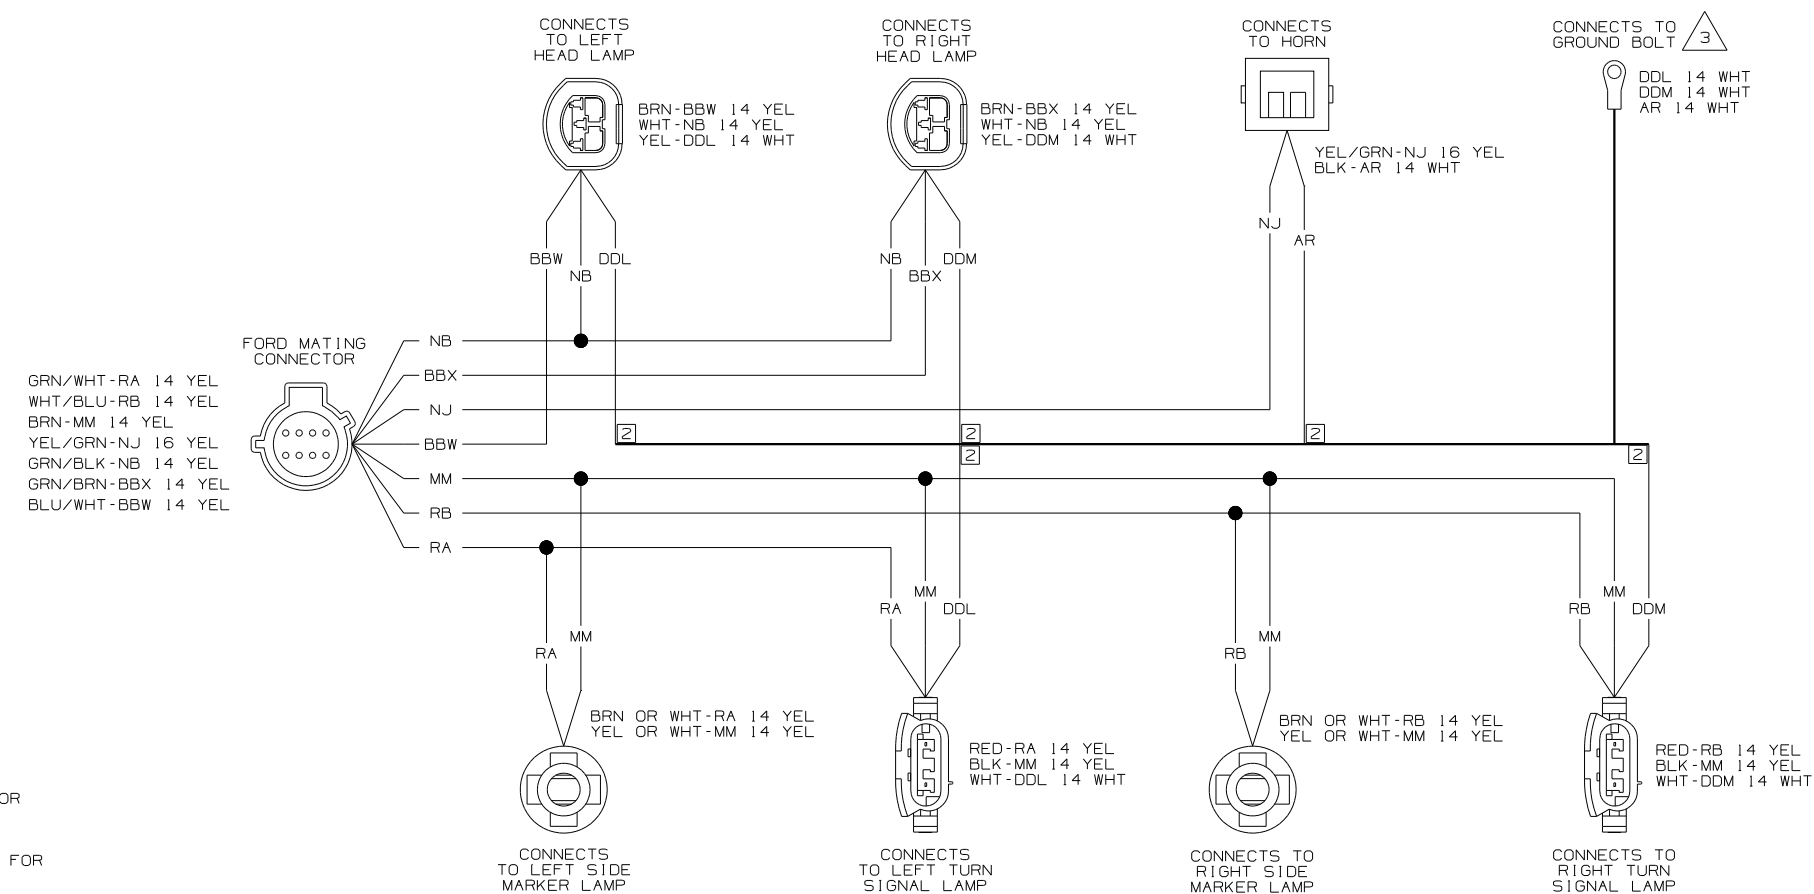 CONNECTS
TO LEFT
HEAD LAMP
BRN-BBW 14 YEL
WHT-NB 14 YEL
YEL-DDL 14 WHT
CONNECTS
TO RIGHT
HEAD LAMP
BRN-BBX 14 YEL
WHT-NB 14 YEL
YEL-DDM 14 WHT
CONNECTS
TO HORN
YEL/GRN-NJ 16 YEL
BLK-AR 14 WHT
CONNECTS TO
GROUND BOLT
3
DDL 14 WHT
DDM 14 WHT
AR 14 WHT
BBW
NB
DDL
NB
BBX
DDM
NJ
AR
FORD MATING
CONNECTOR
GRN/WHT-RA 14 YEL
WHT/BLU-RB 14 YEL
BRN-MM 14 YEL
YEL/GRN-NJ 16 YEL
GRN/BLK-NB 14 YEL
GRN/BRN-BBX 14 YEL
BLU/WHT-BBW 14 YEL
NB
BBX
NJ
BBW
MM
RB
RA
2
2
2
2
2
RA
MM
RA
MM
DDL
RB
MM
RB
MM
DDM
BRN OR WHT-RA 14 YEL
YEL OR WHT-MM 14 YEL
CONNECTS
TO LEFT SIDE
MARKER LAMP
RED-RA 14 YEL
BLK-MM 14 YEL
WHT-DDL 14 WHT
CONNECTS
TO LEFT TURN
SIGNAL LAMP
BRN OR WHT-RB 14 YEL
YEL OR WHT-MM 14 YEL
CONNECTS TO
RIGHT SIDE
MARKER LAMP
RED-RB 14 YEL
BLK-MM 14 YEL
WHT-DDM 14 WHT
CONNECTS TO
RIGHT TURN
SIGNAL LAMP
OR
FOR